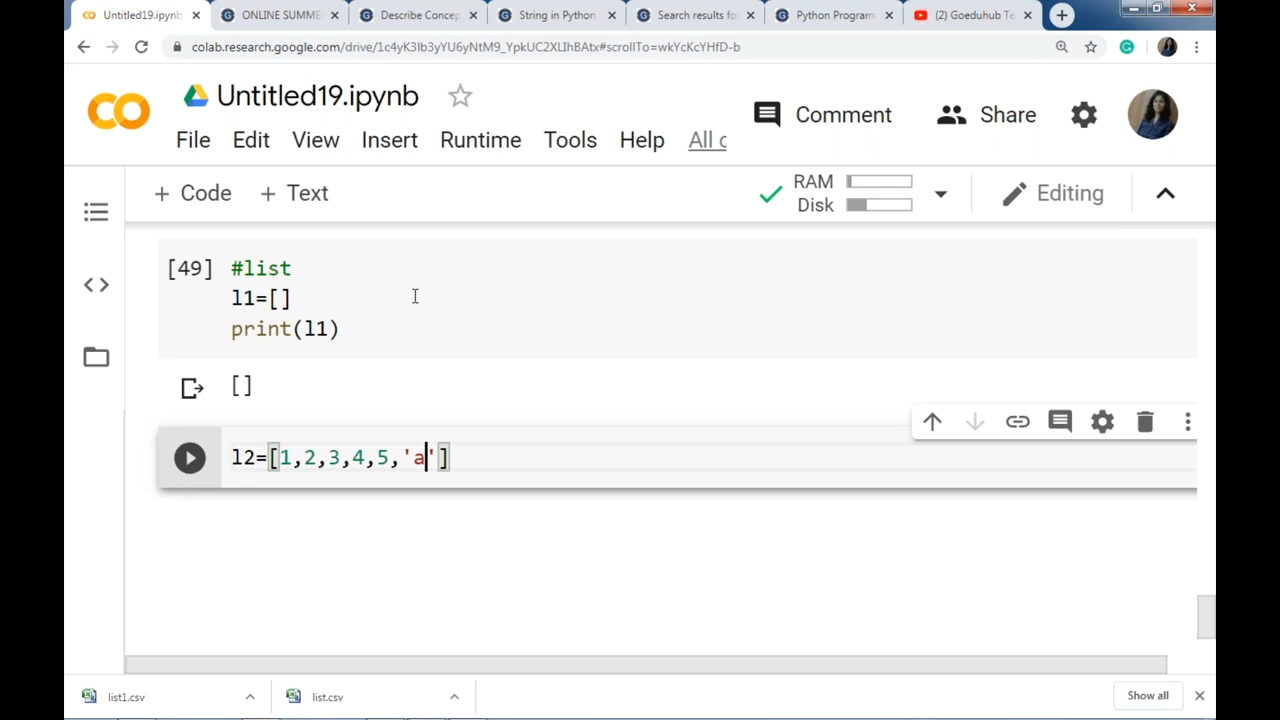 Untitled19.ipynb
ONLINE SUMME
Describe Concep
String in Python
Search results fo
Python Program
(2) Goeduhub Te
colab.research.google.com/drive/1c4yK3Ib3yYU6yNtM9_YpkUC2XLIhBAtx#scrollTo=wkYcKcYHfD-b
Untitled19.ipynb
Comment
Share
File Edit View Insert Runtime Tools Help All c
+ Code + Text
RAM
Disk
Editing
[49] #list
l1=[]
print(l1)
[]
l2=[1,2,3,4,5,'a']
list1.csv
list.csv
Show all